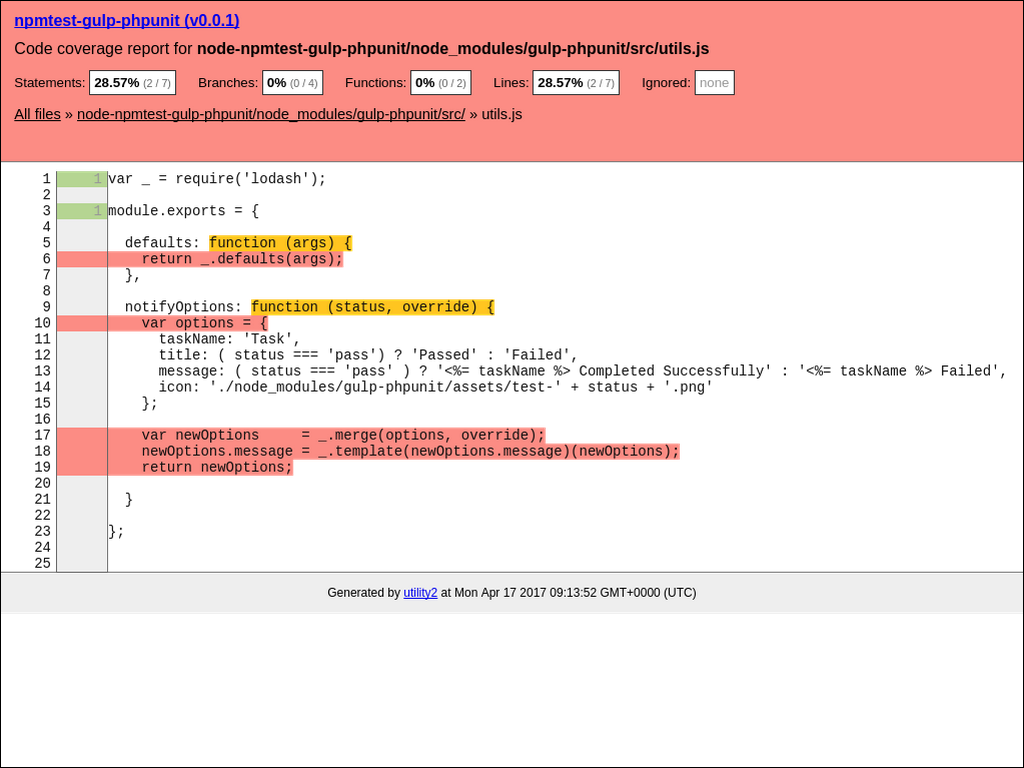 npmtest-gulp-phpunit (v0.0.1)
Code coverage report for node-npmtest-gulp-phpunit/node_modules/gulp-phpunit/src/utils.js
Statements: 28.57% (2 / 7) Branches: 0% (0 / 4) Functions: 0% (0 / 2) Lines: 28.57% (2 / 7) Ignored: none
All files » node-npmtest-gulp-phpunit/node_modules/gulp-phpunit/src/ » utils.js
1 1 var _ = require('lodash');
2
3 1 module.exports = {
4
5   defaults: function (args) {
6     return _.defaults(args);
7   },
8
9   notifyOptions: function (status, override) {
10     var options = {
11       taskName: 'Task',
12       title: ( status === 'pass') ? 'Passed' : 'Failed',
13       message: ( status === 'pass' ) ? '<%= taskName %> Completed Successfully' : '<%= taskName %> Failed',
14       icon: './node_modules/gulp-phpunit/assets/test-' + status + '.png'
15     };
16
17     var newOptions     = _.merge(options, override);
18     newOptions.message = _.template(newOptions.message)(newOptions);
19     return newOptions;
20
21   }
22
23 };
24
25
Generated by utility2 at Mon Apr 17 2017 09:13:52 GMT+0000 (UTC)